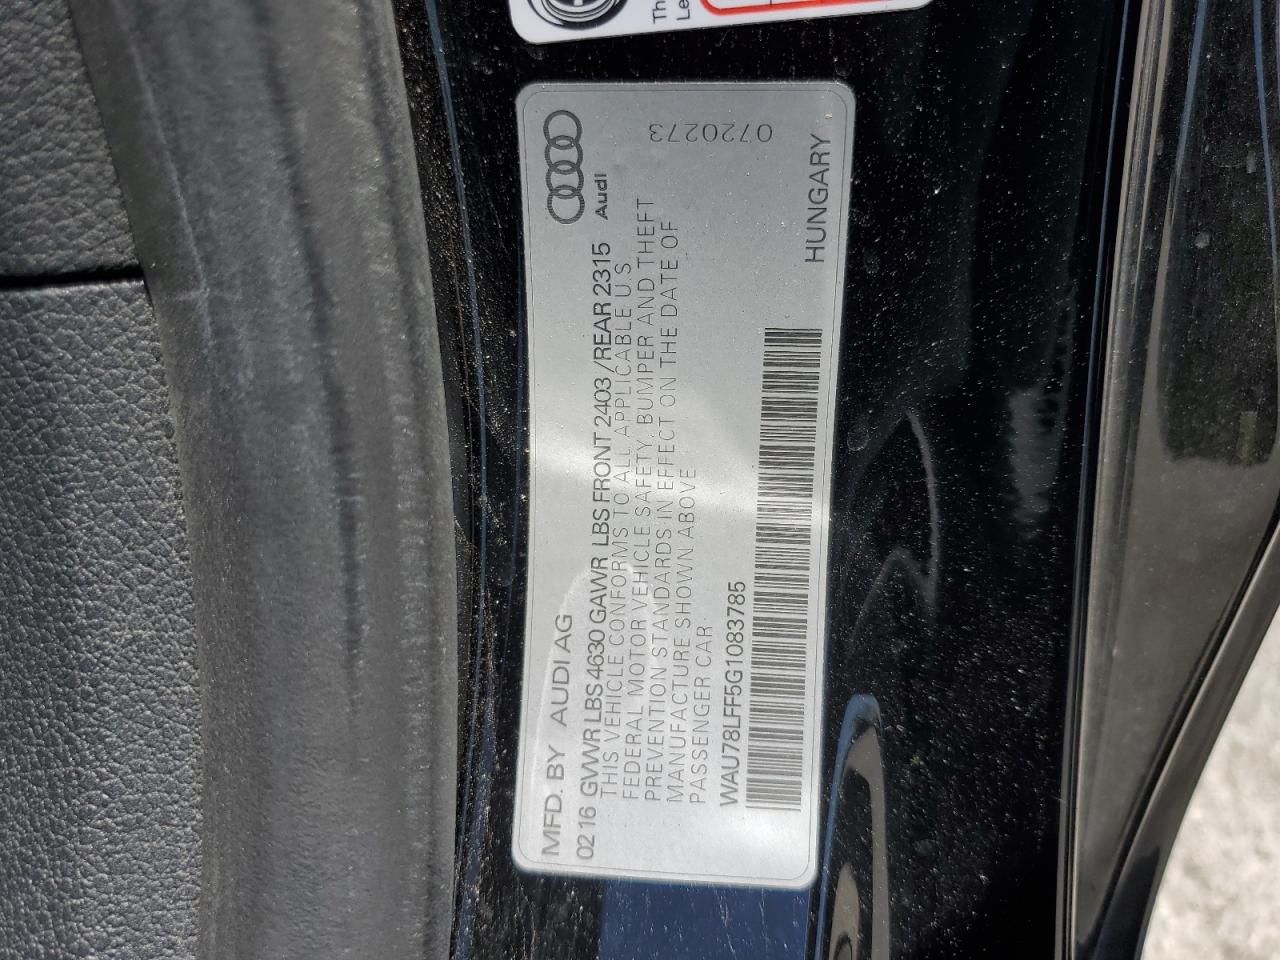 Th
Le
Audi
MFD. BY AUDI AG
02 16 GVWR LBS 4630 GAWR LBS FRONT 2403 / REAR 2315
THIS VEHICLE CONFORMS TO ALL APPLICABLE U.S.
FEDERAL MOTOR VEHICLE SAFETY, BUMPER AND THEFT
PREVENTION STANDARDS IN EFFECT ON THE DATE OF
MANUFACTURE SHOWN ABOVE
PASSENGER CAR
0720273
WAU78LFF5G1083785
HUNGARY